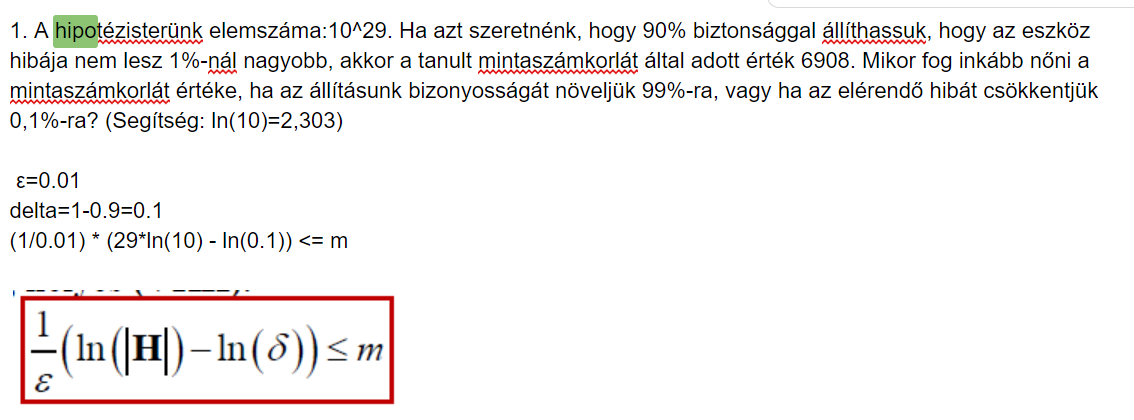 1. A hipotézisterünk elemszáma:10^29. Ha azt szeretnénk, hogy 90% biztonsággal állíthassuk, hogy az eszköz
hibája nem lesz 1%-nál nagyobb, akkor a tanult mintaszámkorlát által adott érték 6908. Mikor fog inkább nőni a
mintaszámkorlát értéke, ha az állításunk bizonyosságát növeljük 99%-ra, vagy ha az elérendő hibát csökkentjük
0,1%-ra? (Segítség: ln(10)=2,303)
ε=0.01
delta=1-0.9=0.1
(1/0.01) * (29*ln(10) - ln(0.1)) <= m
1/ε (ln(|H|) − ln(δ)) ≤ m